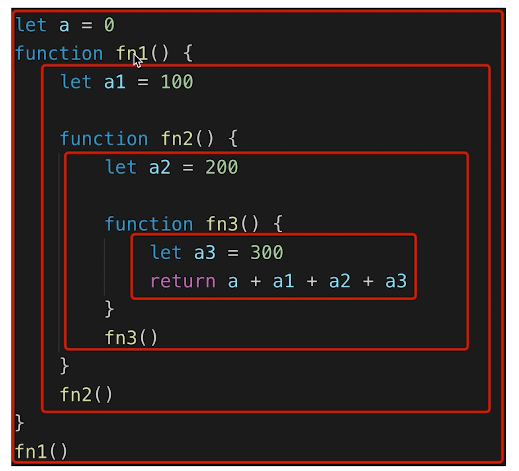 let a = 0
function fn1() {
let a1 = 100
function fn2() {
let a2 = 200
function fn3() {
let a3 = 300
return a + a1 + a2 + a3
}
fn3()
}
fn2()
}
fn1()